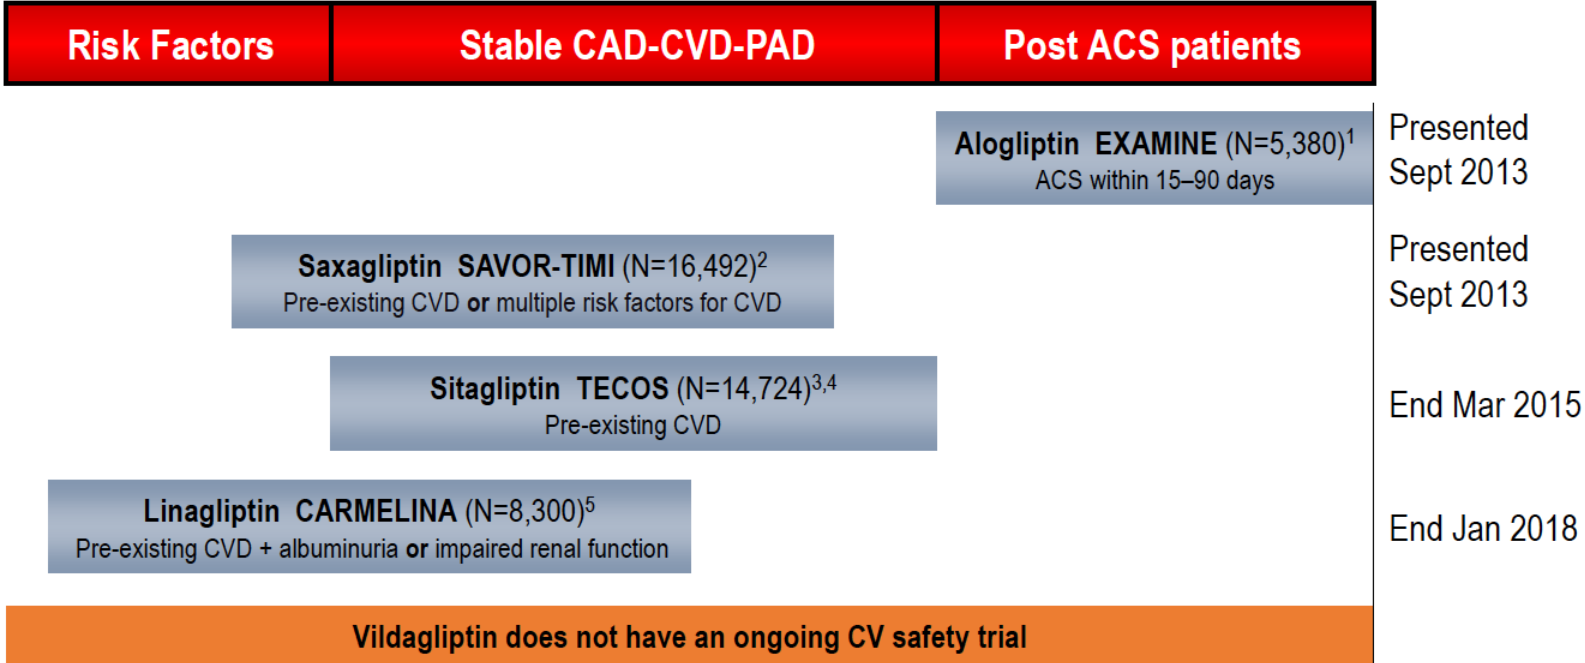 Risk Factors
Stable CAD-CVD-PAD
Post ACS patients
Alogliptin EXAMINE (N=5,380)¹
ACS within 15–90 days
Presented
Sept 2013
Saxagliptin SAVOR-TIMI (N=16,492)²
Pre-existing CVD or multiple risk factors for CVD
Presented
Sept 2013
Sitagliptin TECOS (N=14,724)³,⁴
Pre-existing CVD
End Mar 2015
Linagliptin CARMELINA (N=8,300)⁵
Pre-existing CVD + albuminuria or impaired renal function
End Jan 2018
Vildagliptin does not have an ongoing CV safety trial